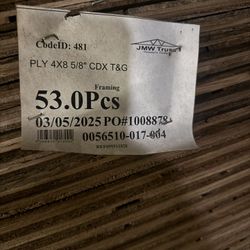 CodeID: 481
JMW Truss
PLY 4X8 5/8" CDX T&G
Framing
53.0Pcs
03/05/2025 PO#1008878
0056510-017-004